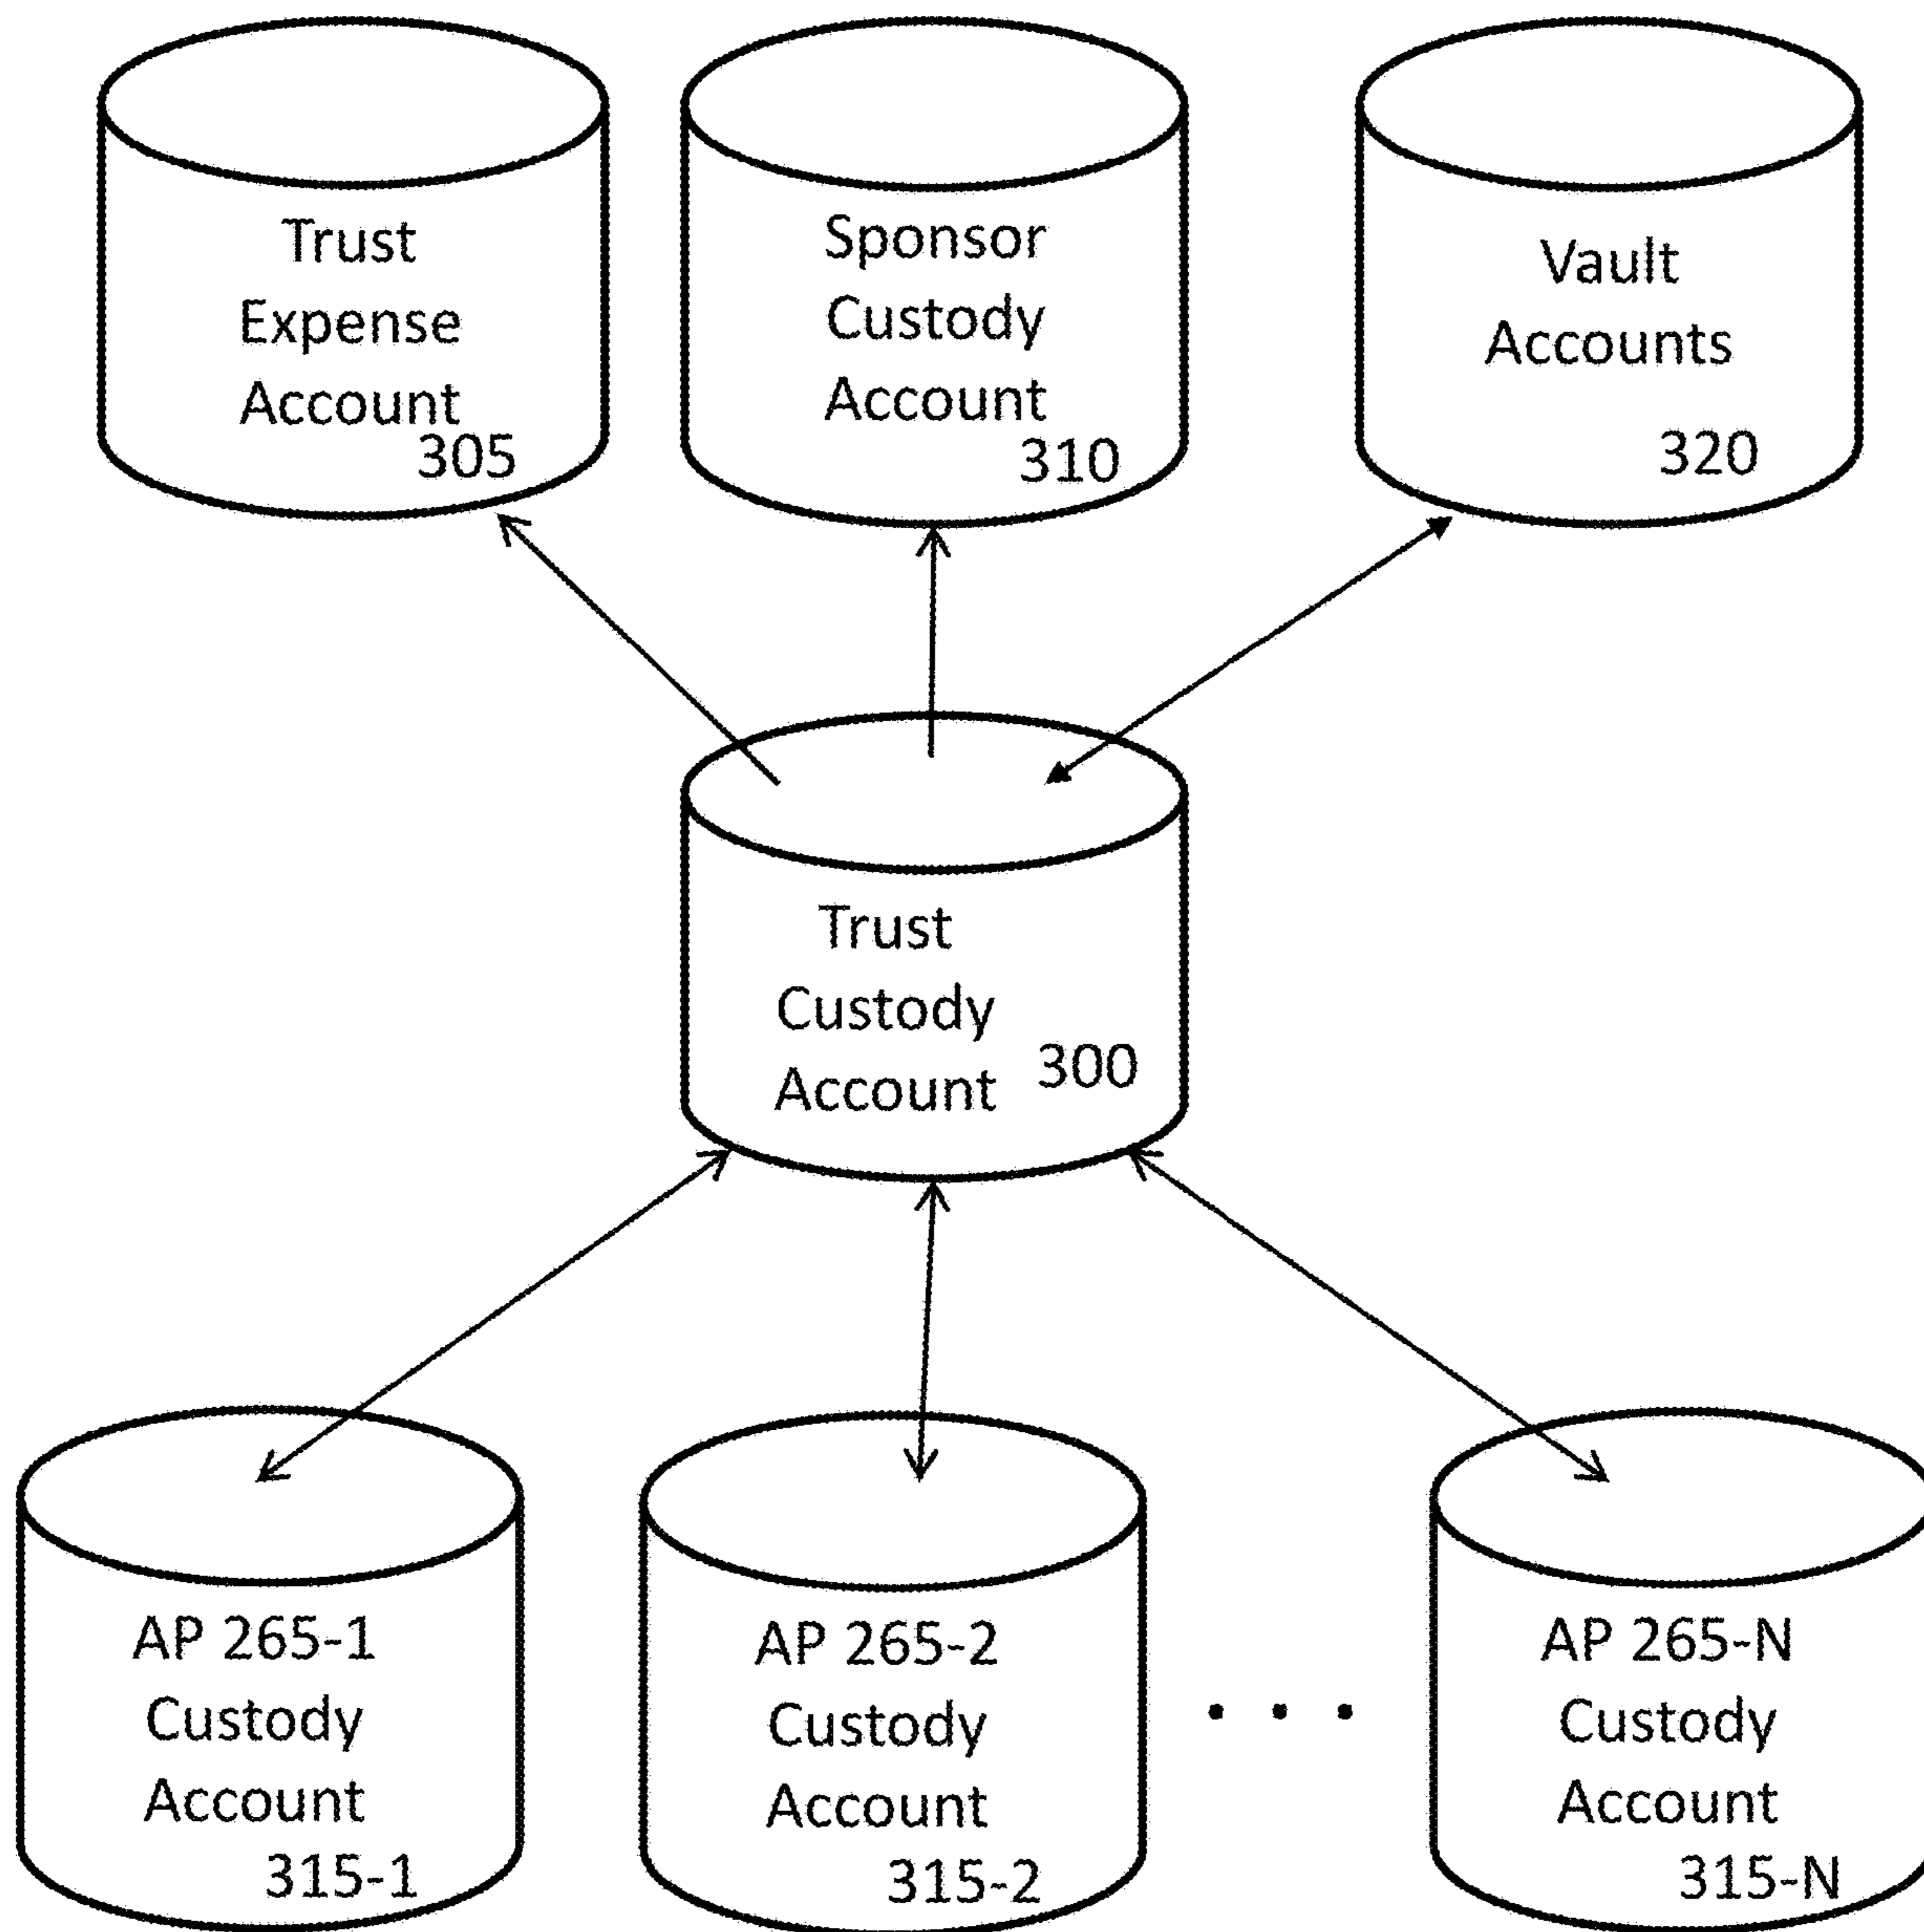 Trust
Expense
Account
305
Sponsor
Custody
Account
310
Vault
Accounts
320
Trust
Custody
Account 300
AP 265-1
Custody
Account
315-1
AP 265-2
Custody
Account
315-2
. . .
AP 265-N
Custody
Account
315-N